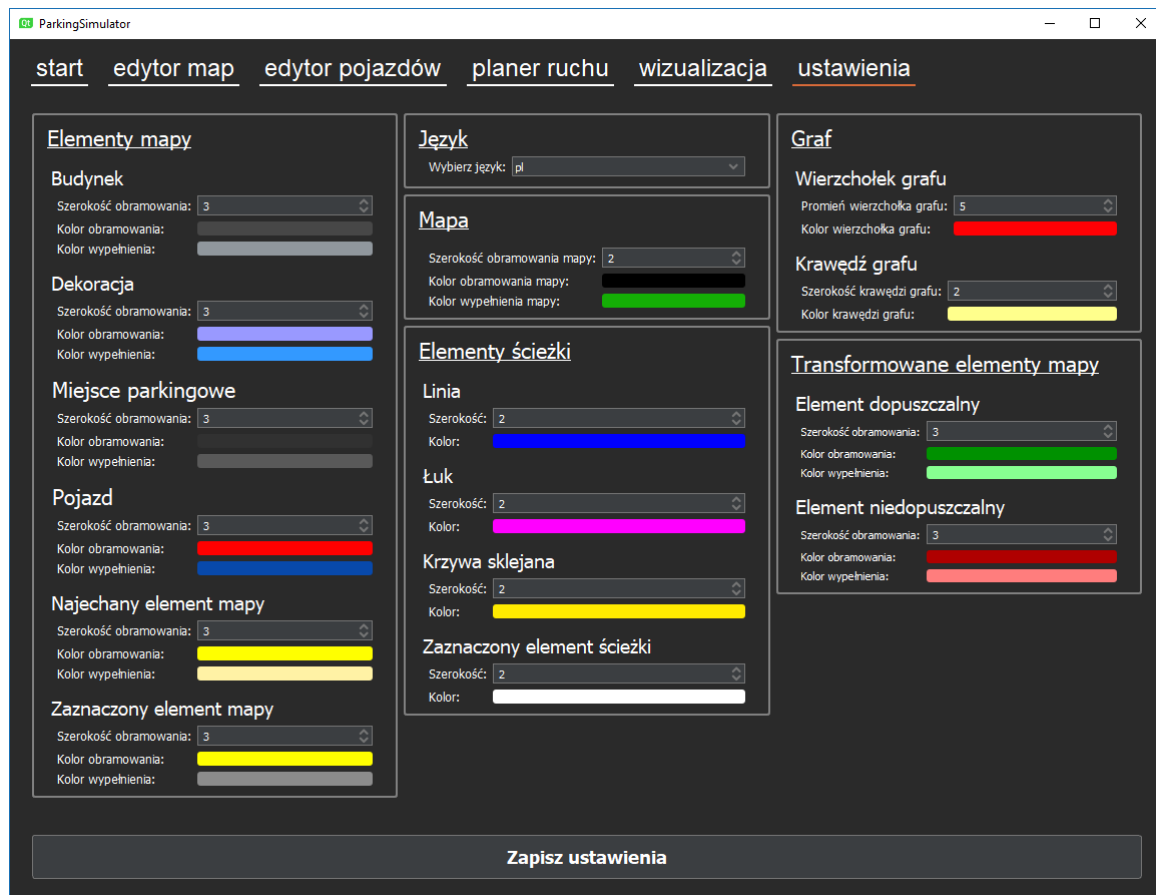 Qt ParkingSimulator
start edytor map edytor pojazdów planer ruchu wizualizacja ustawienia
Elementy mapy
Budynek
Szerokość obramowania: 3
Kolor obramowania:
Kolor wypełnienia:
Dekoracja
Szerokość obramowania: 3
Kolor obramowania:
Kolor wypełnienia:
Miejsce parkingowe
Szerokość obramowania: 3
Kolor obramowania:
Kolor wypełnienia:
Pojazd
Szerokość obramowania: 3
Kolor obramowania:
Kolor wypełnienia:
Najechany element mapy
Szerokość obramowania: 3
Kolor obramowania:
Kolor wypełnienia:
Zaznaczony element mapy
Szerokość obramowania: 3
Kolor obramowania:
Kolor wypełnienia:
Język
Wybierz język: pl
Mapa
Szerokość obramowania mapy: 2
Kolor obramowania mapy:
Kolor wypełnienia mapy:
Elementy ścieżki
Linia
Szerokość: 2
Kolor:
Łuk
Szerokość: 2
Kolor:
Krzywa sklejana
Szerokość: 2
Kolor:
Zaznaczony element ścieżki
Szerokość: 2
Kolor:
Graf
Wierzchołek grafu
Promień wierzchołka grafu: 5
Kolor wierzchołka grafu:
Krawędź grafu
Szerokość krawędzi grafu: 2
Kolor krawędzi grafu:
Transformowane elementy mapy
Element dopuszczalny
Szerokość obramowania: 3
Kolor obramowania:
Kolor wypełnienia:
Element niedopuszczalny
Szerokość obramowania: 3
Kolor obramowania:
Kolor wypełnienia:
Zapisz ustawienia